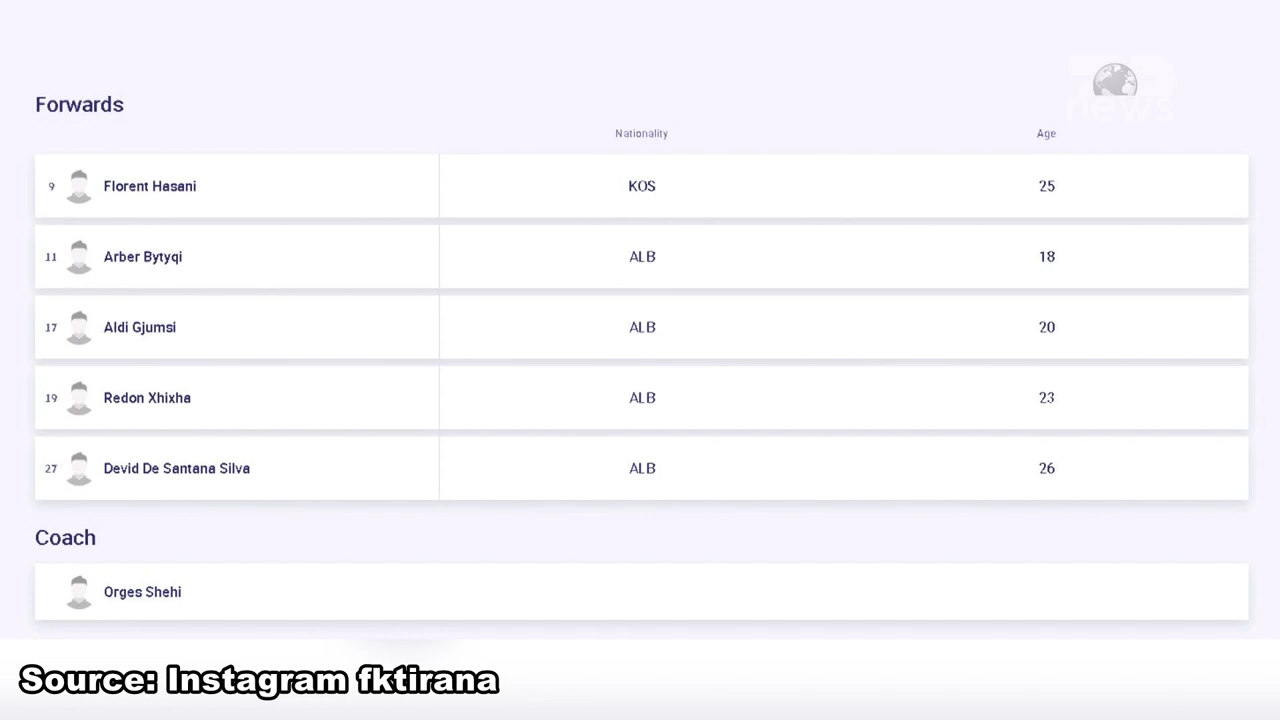 news
Forwards
Nationality Age
9 Florent Hasani KOS 25
11 Arber Bytyqi ALB 18
17 Aldi Gjumsi ALB 20
19 Redon Xhixha ALB 23
27 Devid De Santana Silva ALB 26
Coach
Orges Shehi
Source: Instagram fktirana